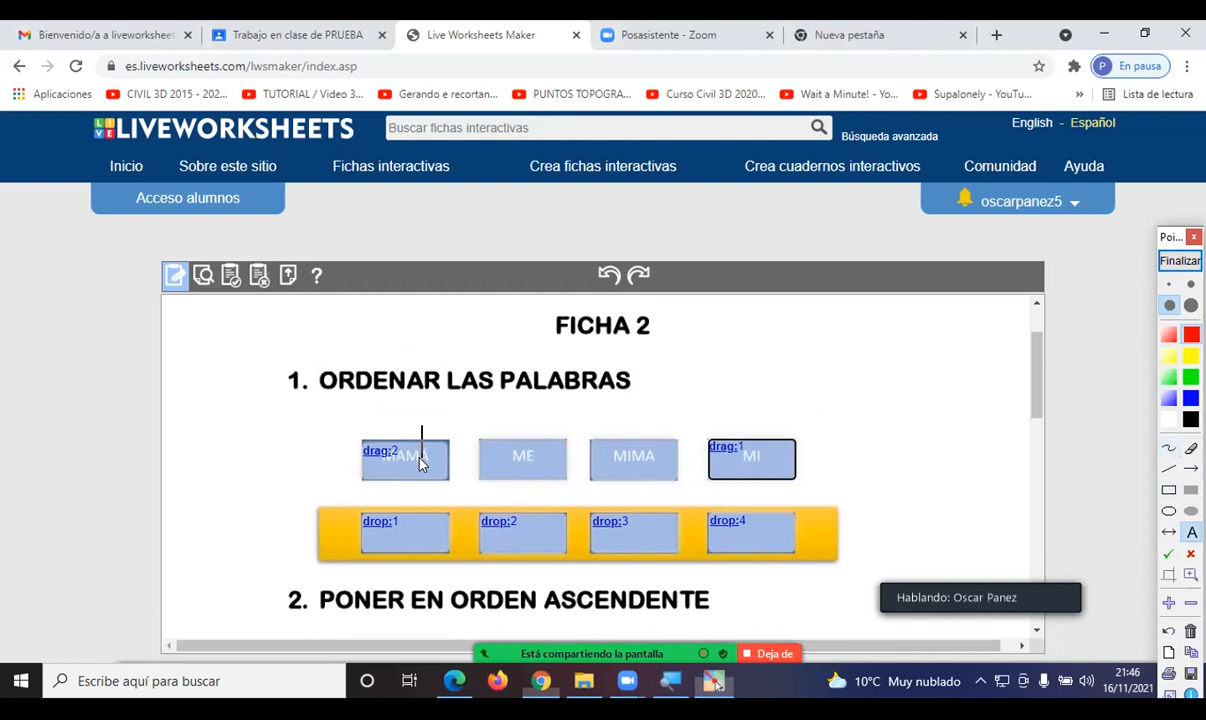 Bienvenido/a a liveworksheet
Trabajo en clase de PRUEBA
Live Worksheets Maker
Posasistente - Zoom
Nueva pestaña
es.liveworksheets.com/lwsmaker/index.asp
En pausa
Aplicaciones
CIVIL 3D 2015 - 202...
TUTORIAL / Video 3...
Gerando e recortan...
PUNTOS TOPOGRA...
Curso Civil 3D 2020...
Wait a Minute! - Yo...
Supalonely - YouTu...
»
Lista de lectura
LIVEWORKSHEETS
Buscar fichas interactivas
Búsqueda avanzada
English - Español
Inicio
Sobre este sitio
Fichas interactivas
Crea fichas interactivas
Crea cuadernos interactivos
Comunidad
Ayuda
Acceso alumnos
oscarpanez5
Poi...
Finalizar
FICHA 2
1. ORDENAR LAS PALABRAS
drag:2
MAMÁ
ME
MIMA
drag:1
MI
drop:1
drop:2
drop:3
drop:4
2. PONER EN ORDEN ASCENDENTE
Hablando: Oscar Panez
Está compartiendo la pantalla
Deja de
Escribe aquí para buscar
10°C Muy nublado
21:46
16/11/2021